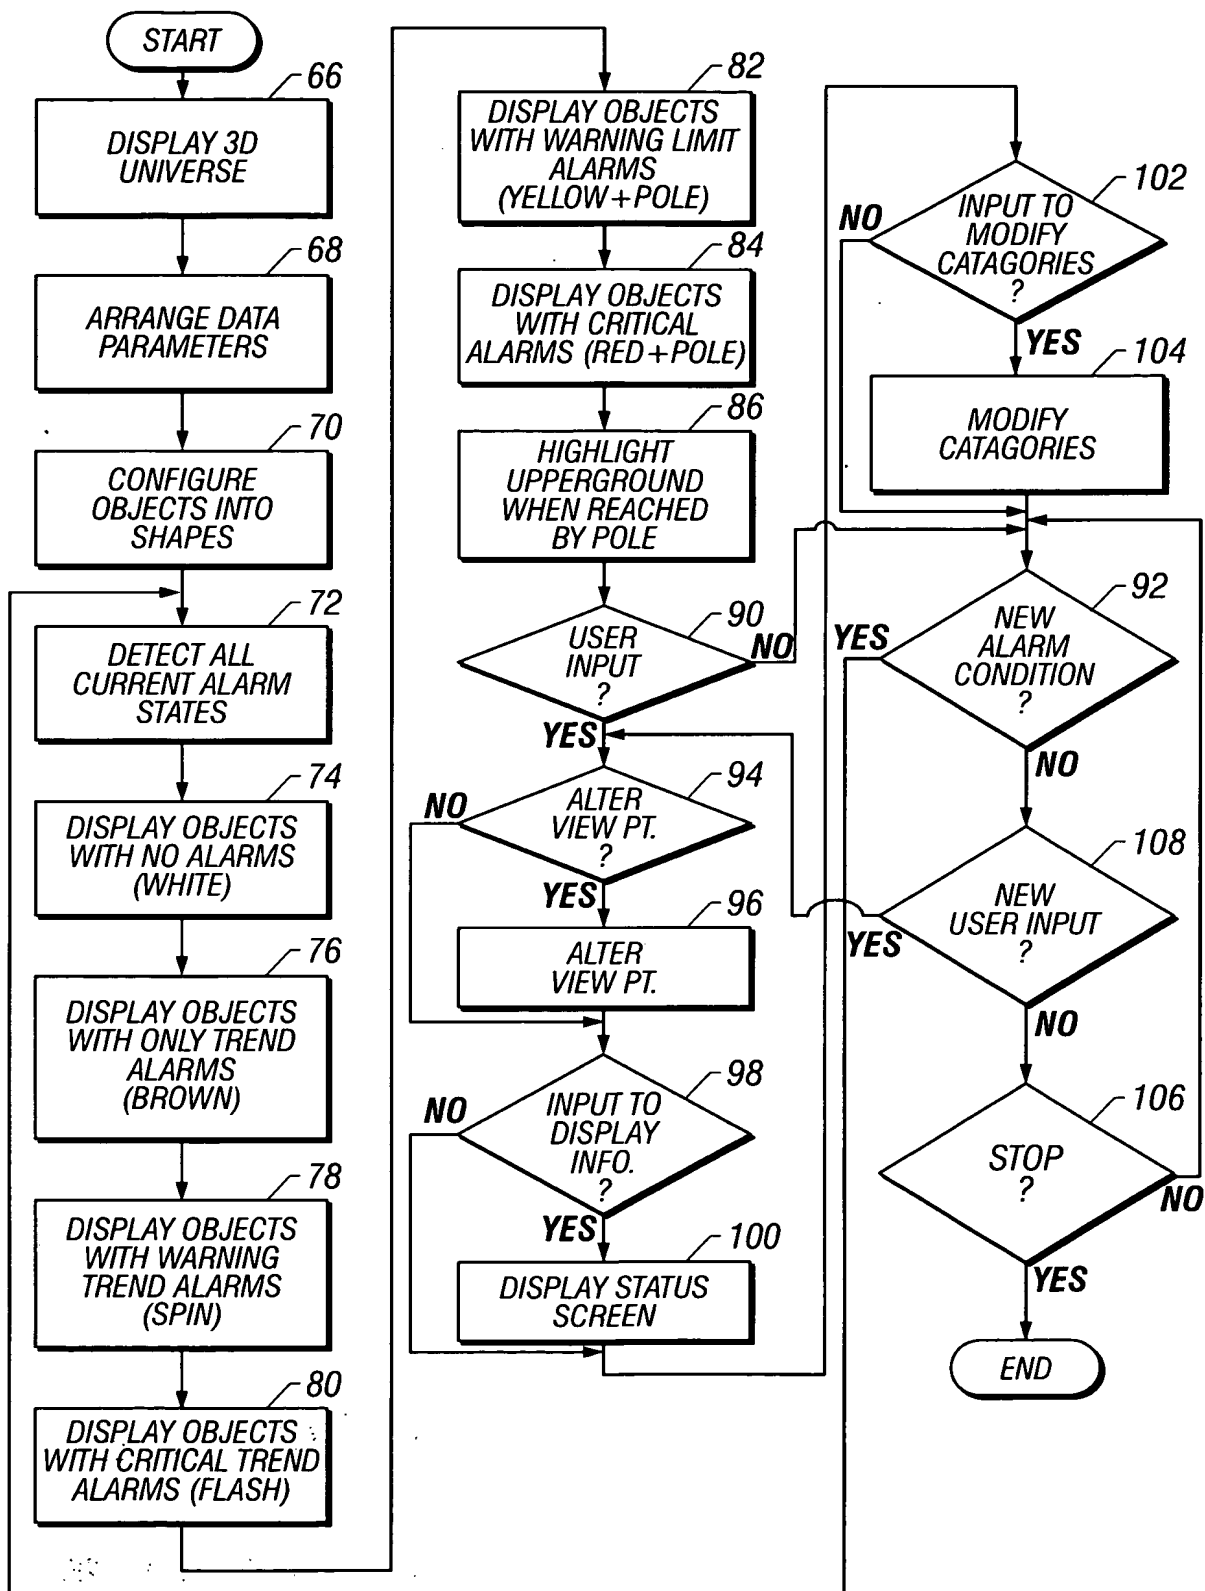 START
66
DISPLAY 3D
UNIVERSE
68
ARRANGE DATA
PARAMETERS
70
CONFIGURE
OBJECTS INTO
SHAPES
72
DETECT ALL
CURRENT ALARM
STATES
74
DISPLAY OBJECTS
WITH NO ALARMS
(WHITE)
76
DISPLAY OBJECTS
WITH ONLY TREND
ALARMS
(BROWN)
78
DISPLAY OBJECTS
WITH WARNING
TREND ALARMS
(SPIN)
80
DISPLAY OBJECTS
WITH CRITICAL TREND
ALARMS (FLASH)
82
DISPLAY OBJECTS
WITH WARNING LIMIT
ALARMS
(YELLOW+POLE)
84
DISPLAY OBJECTS
WITH CRITICAL
ALARMS (RED+POLE)
86
HIGHLIGHT
UPPERGROUND
WHEN REACHED
BY POLE
90
USER
INPUT
?
NO
YES
94
NO
ALTER
VIEW PT.
?
YES
96
ALTER
VIEW PT.
98
NO
INPUT TO
DISPLAY
INFO.
?
YES
100
DISPLAY STATUS
SCREEN
102
NO
INPUT TO
MODIFY
CATAGORIES
?
YES
104
MODIFY
CATAGORIES
92
YES
NEW
ALARM
CONDITION
?
NO
108
NEW
USER INPUT
?
YES
NO
106
STOP
?
NO
YES
END